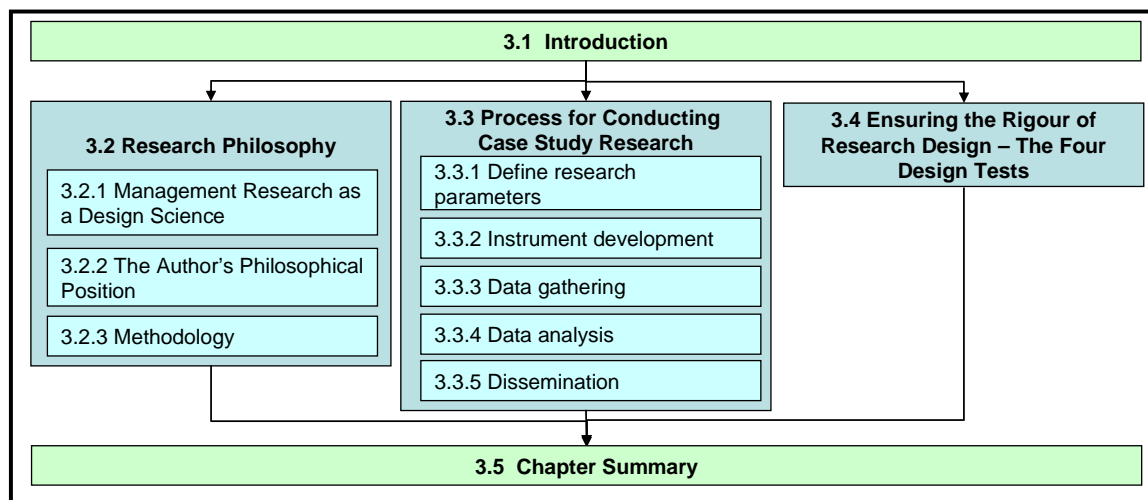 3.1 Introduction
3.2 Research Philosophy
3.2.1 Management Research as
a Design Science
3.2.2 The Author's Philosophical
Position
3.2.3 Methodology
3.3 Process for Conducting
Case Study Research
3.3.1 Define research
parameters
3.3.2 Instrument development
3.3.3 Data gathering
3.3.4 Data analysis
3.3.5 Dissemination
3.4 Ensuring the Rigour of
Research Design – The Four
Design Tests
3.5 Chapter Summary